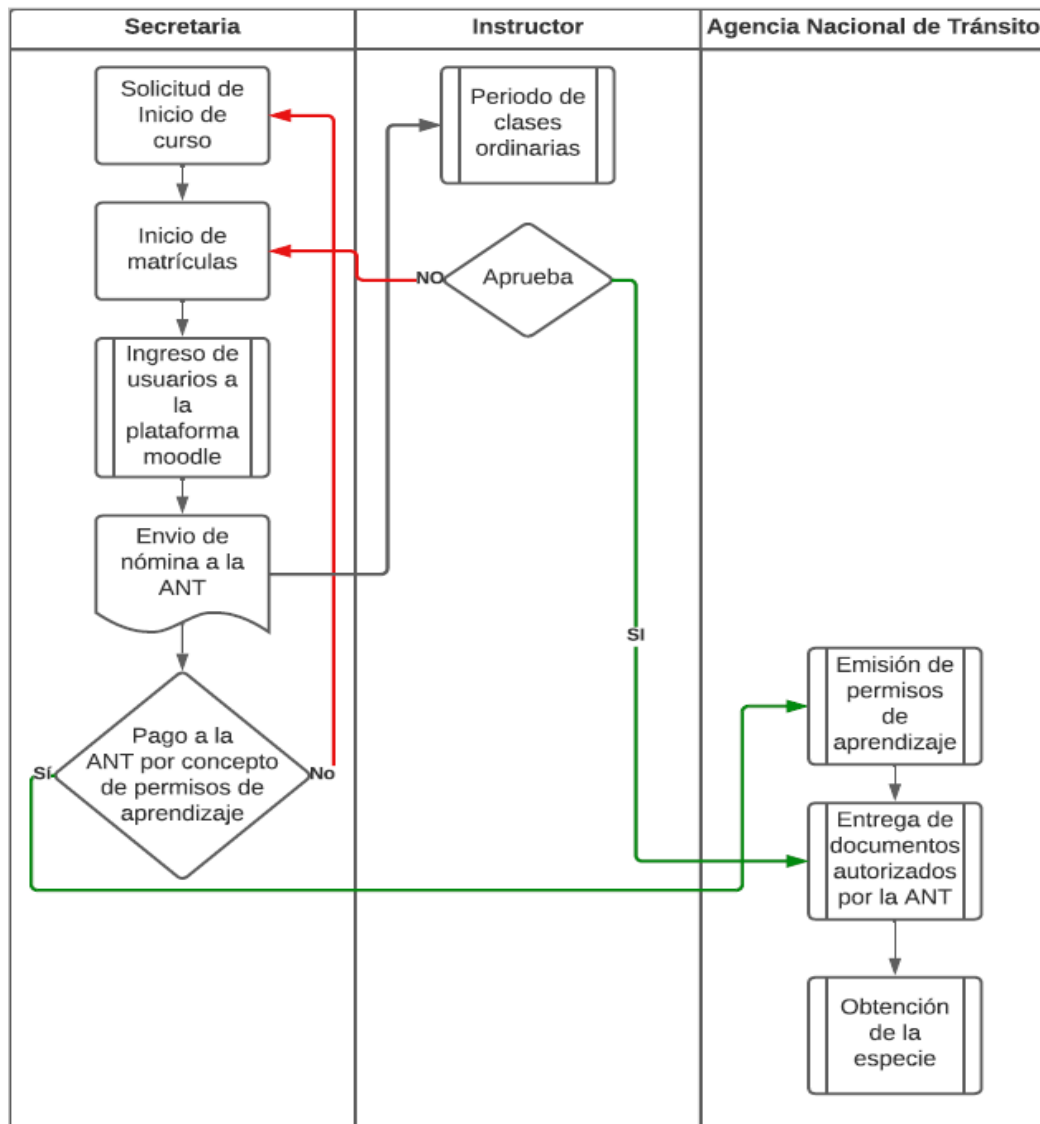 Secretaria
Instructor
Agencia Nacional de Tránsito
Solicitud de
Inicio de
curso
Inicio de
matrículas
Ingreso de
usuarios a
la
plataforma
moodle
Envio de
nómina a la
ANT
Pago a la
ANT por concepto
de permisos de
aprendizaje
Sí
No
Periodo de
clases
ordinarias
Aprueba
NO
SI
Emisión de
permisos
de
aprendizaje
Entrega de
documentos
autorizados
por la ANT
Obtención
de la
especie